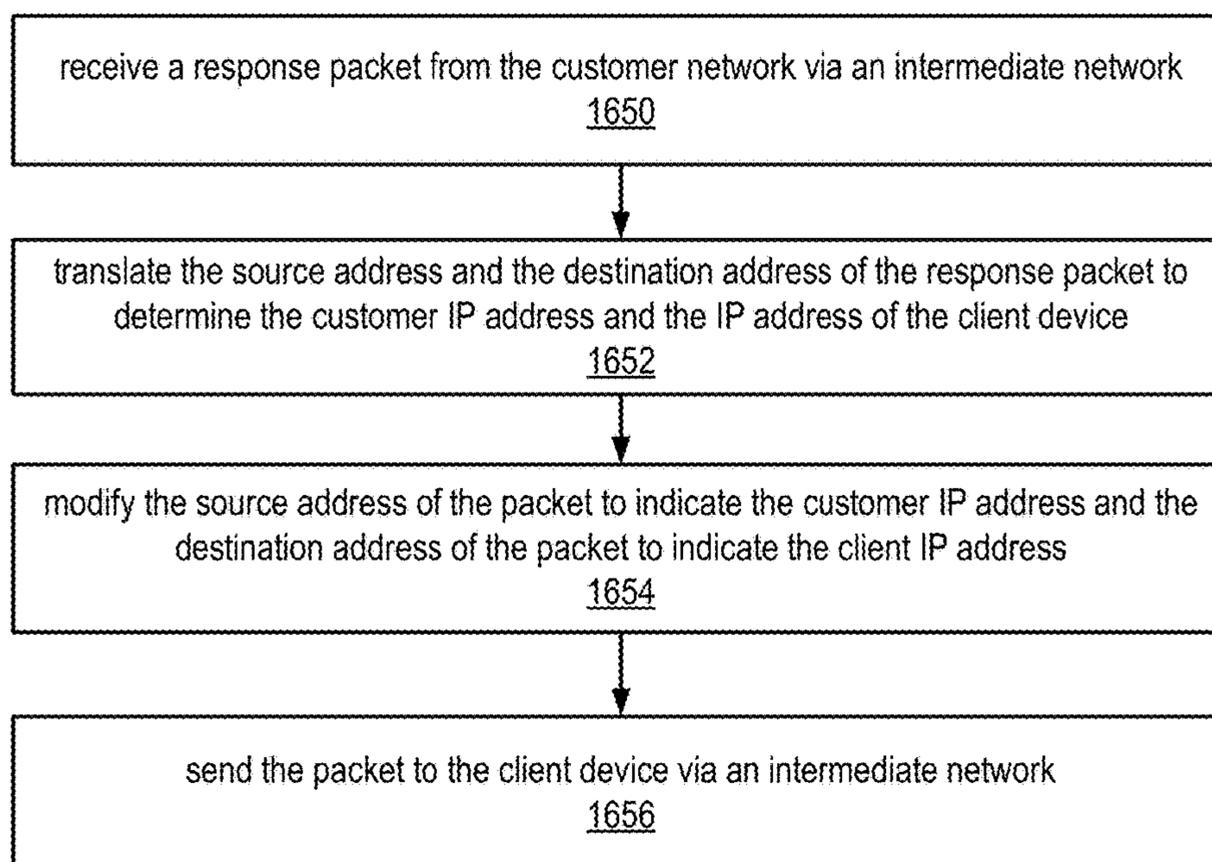 receive a response packet from the customer network via an intermediate network
1650
translate the source address and the destination address of the response packet to
determine the customer IP address and the IP address of the client device
1652
modify the source address of the packet to indicate the customer IP address and the
destination address of the packet to indicate the client IP address
1654
send the packet to the client device via an intermediate network
1656